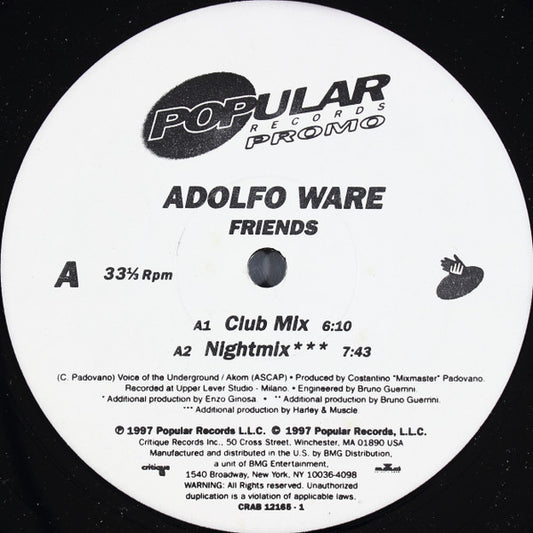 POPULAR
RECORDS
PROMO
ADOLFO WARE
FRIENDS
A 33⅓ Rpm
A1 Club Mix 6:10
A2 Nightmix*** 7:43
(C. Padovano) Voice of the Underground / Akom (ASCAP) • Produced by Costantino "Mixmaster" Padovano.
Recorded at Upper Lever Studio - Milano. • Engineered by Bruno Guerrini.
* Additional production by Enzo Ginosa • ** Additional production by Bruno Guerrini.
*** Additional production by Harley & Muscle
℗ 1997 Popular Records L.L.C. © 1997 Popular Records, L.L.C.
Critique Records Inc., 50 Cross Street, Winchester, MA 01890 USA
Manufactured and distributed in the U.S. by BMG Distribution,
critique a unit of BMG Entertainment,
1540 Broadway, New York, NY 10036-4098
WARNING: All Rights reserved. Unauthorized
duplication is a violation of applicable laws.
CRAB 12165 - 1